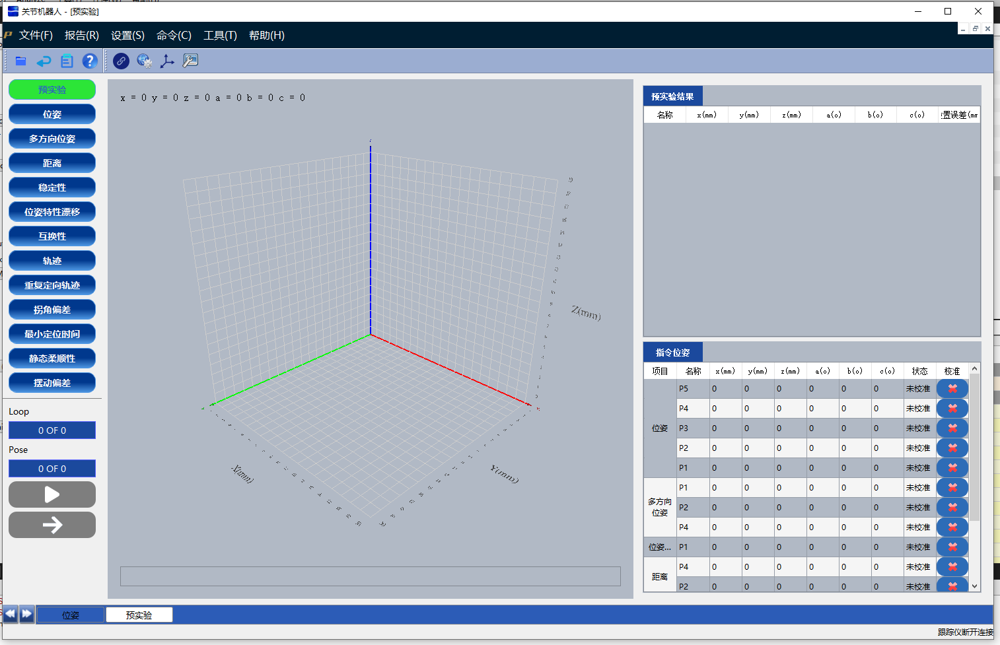 关节机器人 - [预实验]
文件(F) 报告(R) 设置(S) 命令(C) 工具(T) 帮助(H)
预实验
位姿
多方向位姿
距离
稳定性
位姿特性漂移
互换性
轨迹
重复定向轨迹
拐角偏差
最小定位时间
静态柔顺性
摆动偏差
Loop
0 OF 0
Pose
0 OF 0
x = 0 y = 0 z = 0 a = 0 b = 0 c = 0
Z(mm)
X(mm)
Y(mm)
预实验结果
名称 x(mm) y(mm) z(mm) a(o) b(o) c(o) 置误差(mm
指令位姿
项目 名称 x(mm) y(mm) z(mm) a(o) b(o) c(o) 状态 校准
位姿
P5 0 0 0 0 0 0 未校准
P4 0 0 0 0 0 0 未校准
P3 0 0 0 0 0 0 未校准
P2 0 0 0 0 0 0 未校准
P1 0 0 0 0 0 0 未校准
多方向
位姿
P1 0 0 0 0 0 0 未校准
P2 0 0 0 0 0 0 未校准
P4 0 0 0 0 0 0 未校准
位姿... P1 0 0 0 0 0 0 未校准
距离
P4 0 0 0 0 0 0 未校准
P2 0 0 0 0 0 0 未校准
位姿 预实验
跟踪仪断开连接